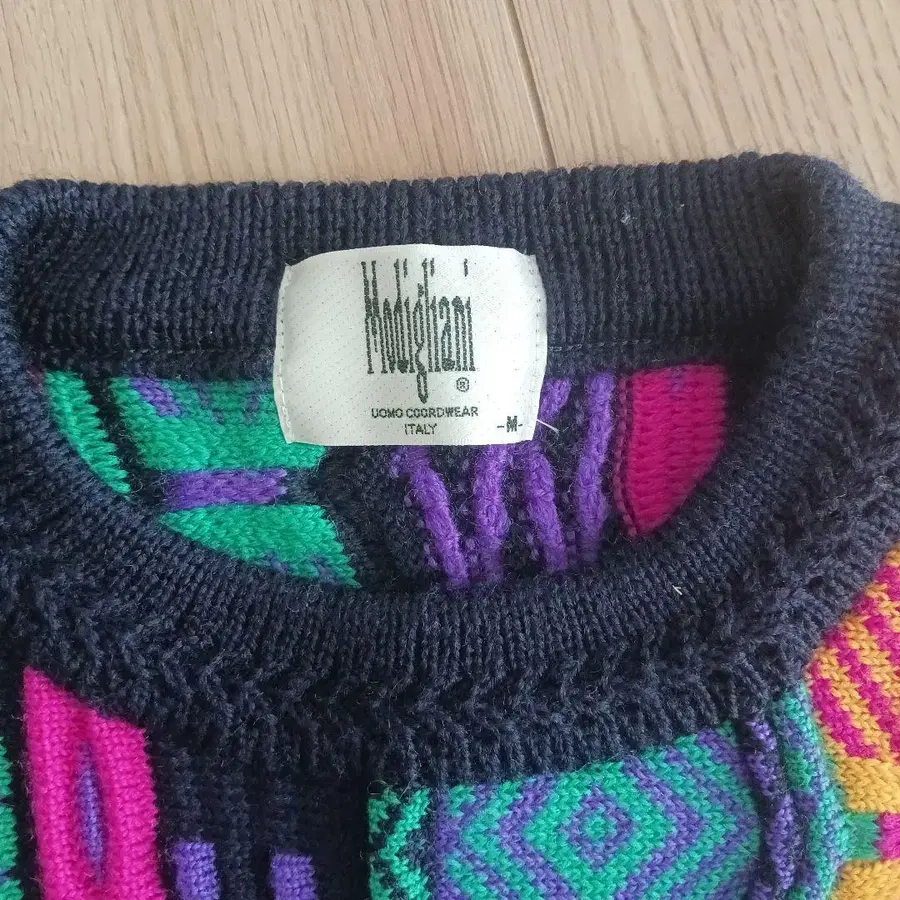 Modigliani
®
UOMO COORDWEAR
ITALY
-M-